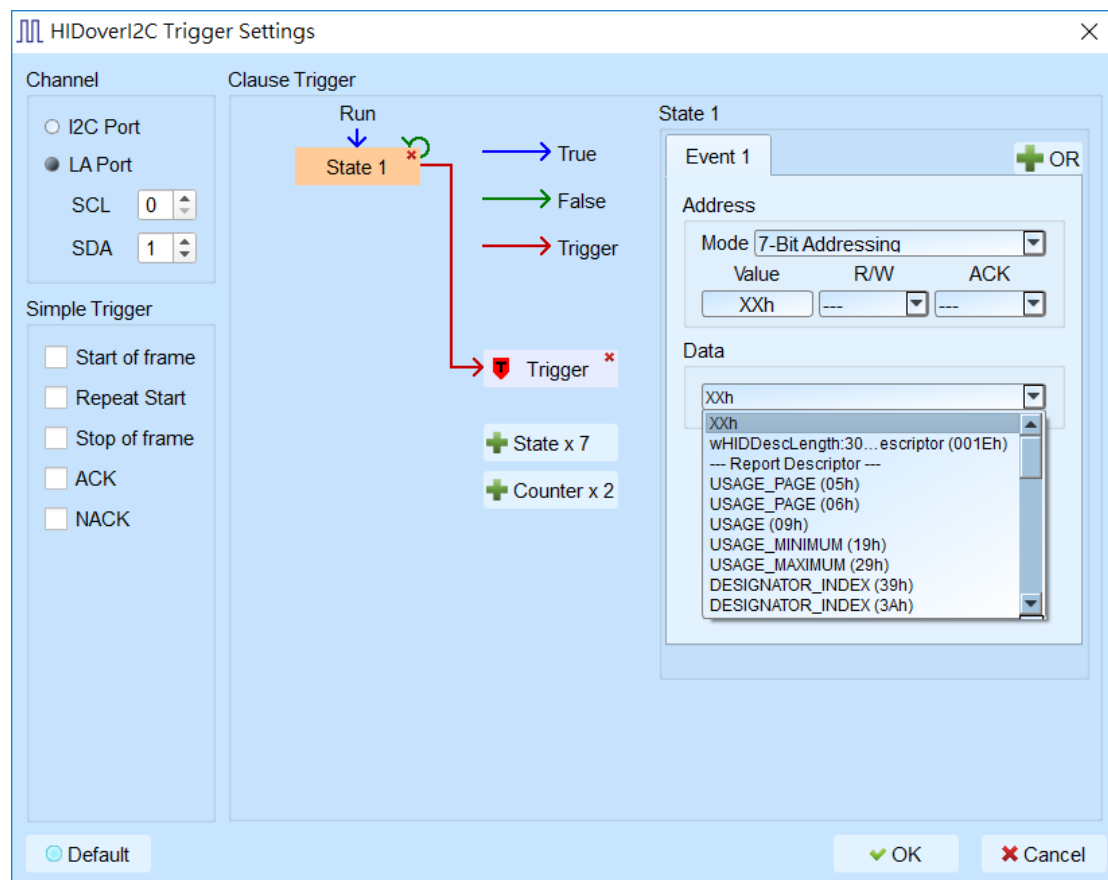 HIDoverI2C Trigger Settings
Channel
I2C Port
LA Port
SCL 0
SDA 1
Simple Trigger
Start of frame
Repeat Start
Stop of frame
ACK
NACK
Clause Trigger
Run
State 1
True
False
Trigger
T Trigger
State x 7
Counter x 2
State 1
Event 1
OR
Address
Mode 7-Bit Addressing
Value R/W ACK
XXh --- ---
Data
XXh
XXh
wHIDDescLength:30...escriptor (001Eh)
--- Report Descriptor ---
USAGE_PAGE (05h)
USAGE_PAGE (06h)
USAGE (09h)
USAGE_MINIMUM (19h)
USAGE_MAXIMUM (29h)
DESIGNATOR_INDEX (39h)
DESIGNATOR_INDEX (3Ah)
Default
OK
Cancel